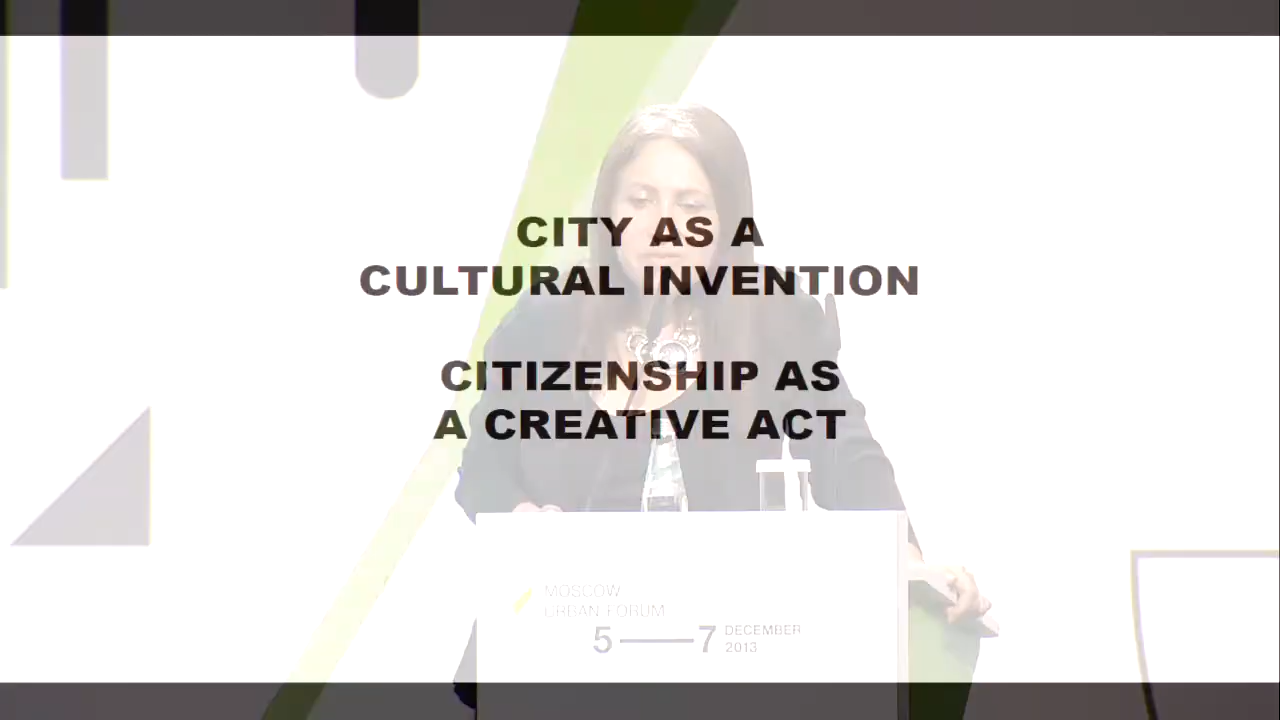 CITY AS A
CULTURAL INVENTION
CITIZENSHIP AS
A CREATIVE ACT
MOSCOW
URBAN FORUM
5—7 DECEMBER
2013